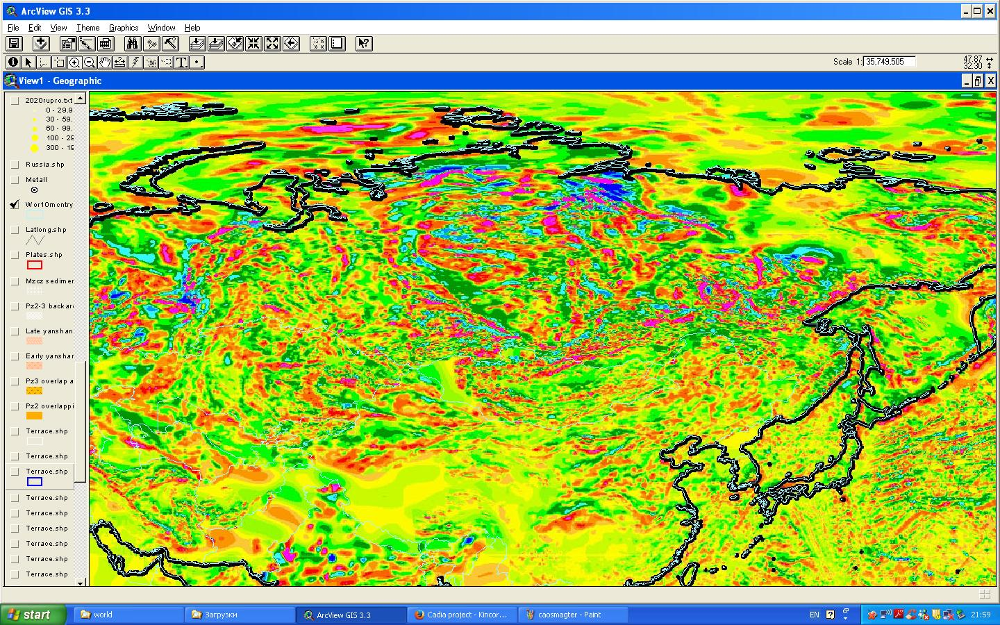 ArcView GIS 3.3
File Edit View Theme Graphics Window Help
Scale 1: 35,749,505
47.87
32.30
View1 - Geographic
2020rupro.txt
0 - 29.9
30 - 59.
60 - 99.
100 - 29
300 - 19
Russia.shp
Metall
Wor10mcntry
Latlong.shp
Plates.shp
Mzcz sedimer
Pz2-3 backar
Late yanshan
Early yanshar
Pz3 overlap a
Pz2 overlappi
Terrace.shp
Terrace.shp
Terrace.shp
Terrace.shp
Terrace.shp
Terrace.shp
Terrace.shp
Terrace.shp
Terrace.shp
start world Загрузки ArcView GIS 3.3 Cadia project - Kincor... caosmagter - Paint EN 21:59